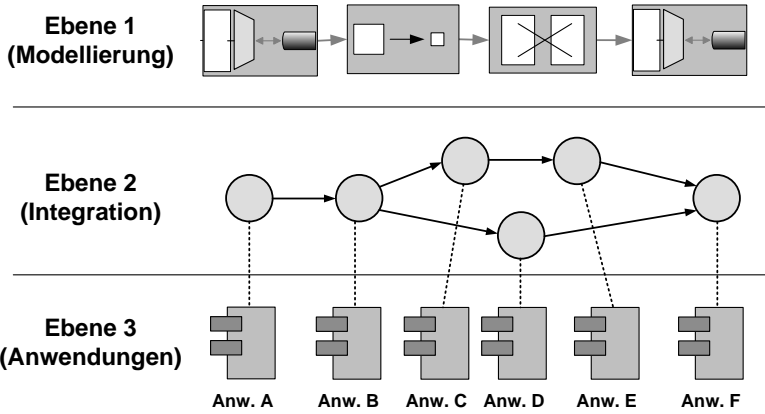 Ebene 1
(Modellierung)
Ebene 2
(Integration)
Ebene 3
(Anwendungen)
Anw. A Anw. B Anw. C Anw. D Anw. E Anw. F